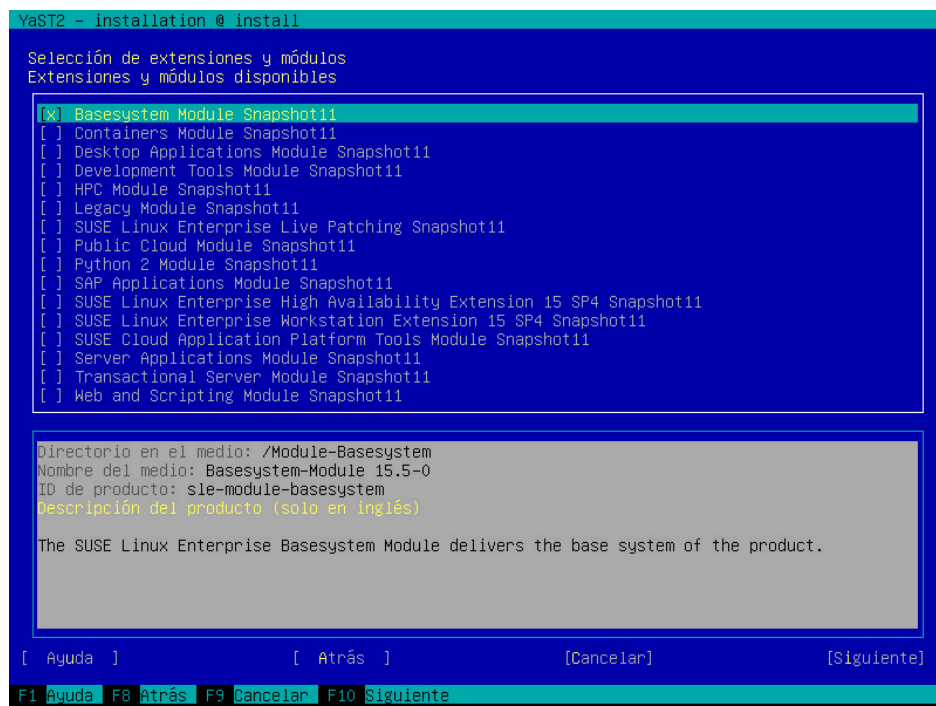 YaST2 - installation @ install
Selección de extensiones y módulos
Extensiones y módulos disponibles
[x] Basesystem Module Snapshot11
[ ] Containers Module Snapshot11
[ ] Desktop Applications Module Snapshot11
[ ] Development Tools Module Snapshot11
[ ] HPC Module Snapshot11
[ ] Legacy Module Snapshot11
[ ] SUSE Linux Enterprise Live Patching Snapshot11
[ ] Public Cloud Module Snapshot11
[ ] Python 2 Module Snapshot11
[ ] SAP Applications Module Snapshot11
[ ] SUSE Linux Enterprise High Availability Extension 15 SP4 Snapshot11
[ ] SUSE Linux Enterprise Workstation Extension 15 SP4 Snapshot11
[ ] SUSE Cloud Application Platform Tools Module Snapshot11
[ ] Server Applications Module Snapshot11
[ ] Transactional Server Module Snapshot11
[ ] Web and Scripting Module Snapshot11
Directorio en el medio: /Module-Basesystem
Nombre del medio: Basesystem-Module 15.5-0
ID de producto: sle-module-basesystem
Descripción del producto (solo en inglés)
The SUSE Linux Enterprise Basesystem Module delivers the base system of the product.
[ Ayuda ] [ Atrás ] [Cancelar] [Siguiente]
F1 Ayuda F8 Atrás F9 Cancelar F10 Siguiente